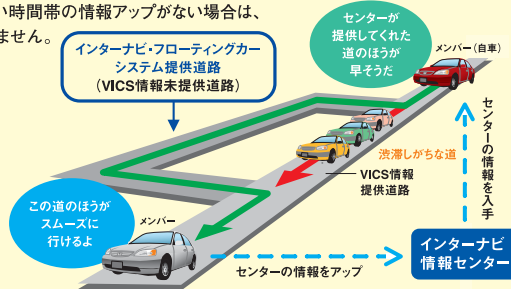 い時間帯の情報アップがない場合は、
ません。
インターナビ・フローティングカー
システム提供道路
（VICS情報未提供道路）
センターが
提供してくれた
道のほうが
早そうだ
メンバー（自車）
センターの情報を入手
渋滞しがちな道
VICS情報
提供道路
この道のほうが
スムーズに
行けるよ
メンバー
センターの情報をアップ
インターナビ
情報センター